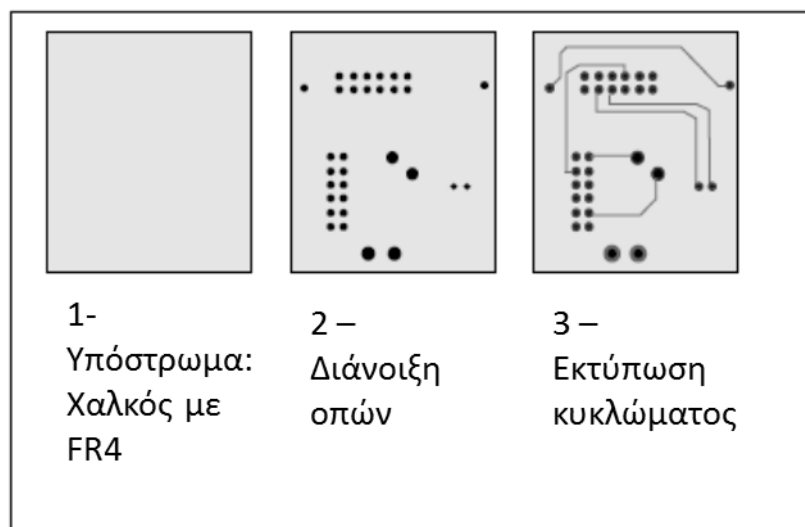 1-
Υπόστρωμα:
Χαλκός με
FR4
2 –
Διάνοιξη
οπών
3 –
Εκτύπωση
κυκλώματος